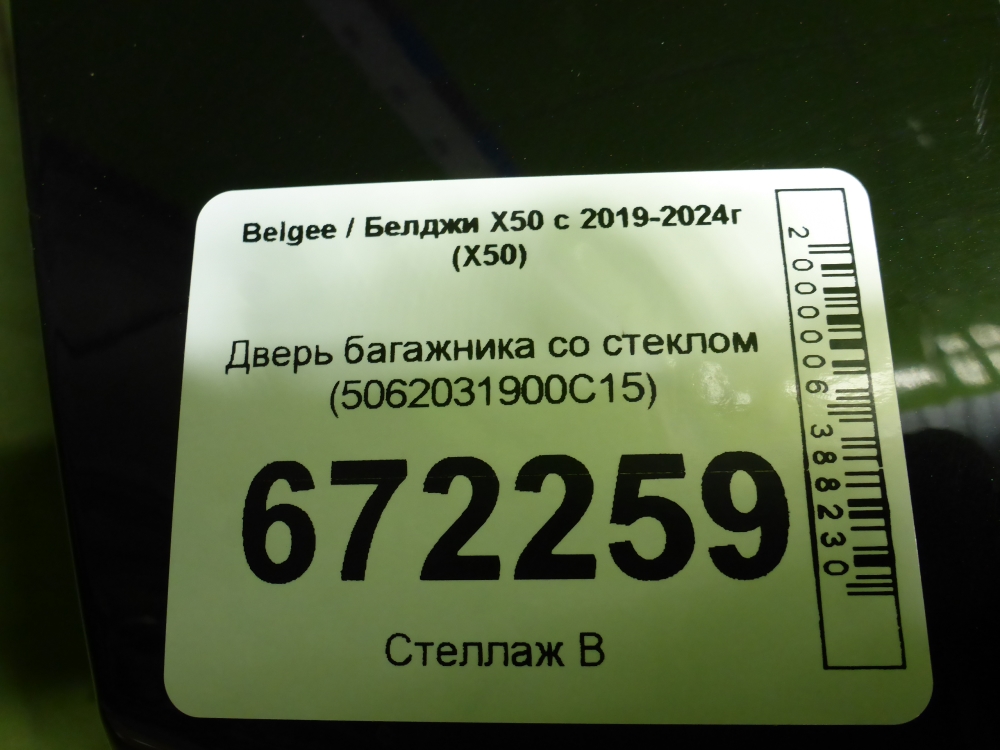 Belgee / Белджи X50 с 2019-2024г
(X50)
Дверь багажника со стеклом
(5062031900C15)
672259
Стеллаж В
2000006388230